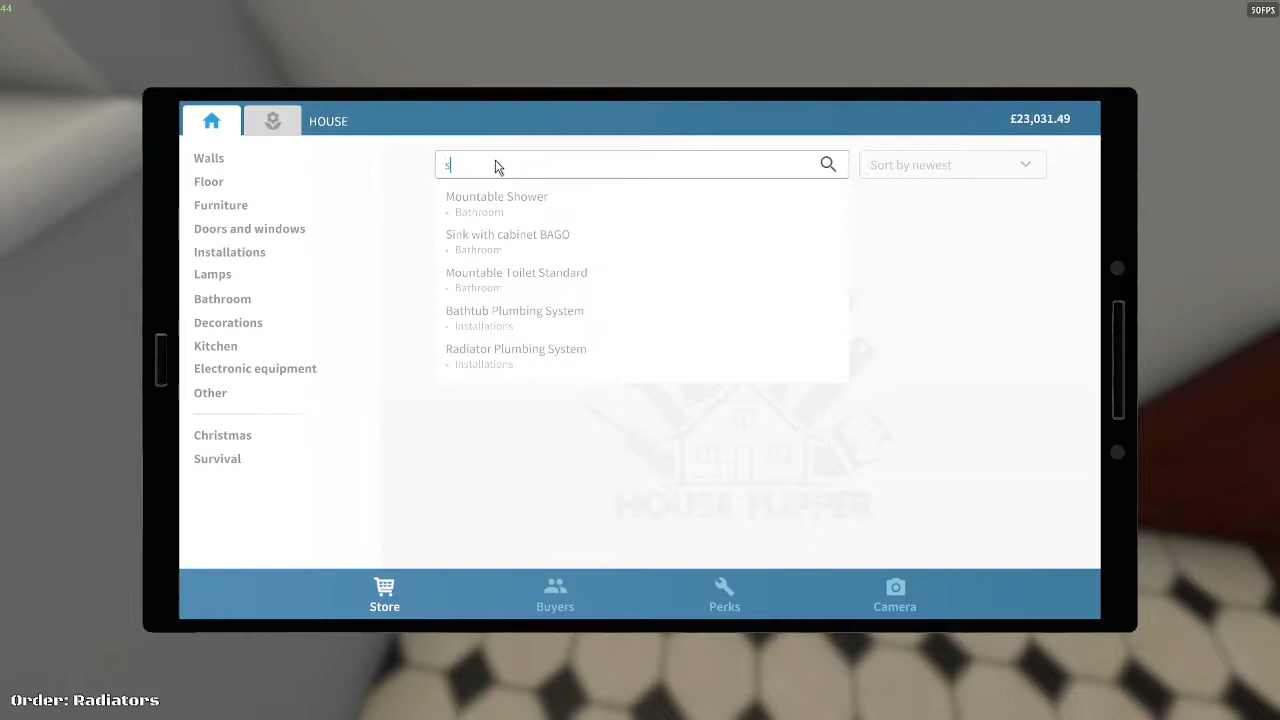 44
50FPS
HOUSE
£23,031.49
Walls
Floor
Furniture
Doors and windows
Installations
Lamps
Bathroom
Decorations
Kitchen
Electronic equipment
Other
Christmas
Survival
s
Sort by newest
Mountable Shower
• Bathroom
Sink with cabinet BAGO
• Bathroom
Mountable Toilet Standard
• Bathroom
Bathtub Plumbing System
• Installations
Radiator Plumbing System
• Installations
HOUSE FLIPPER
Store
Buyers
Perks
Camera
Order: Radiators